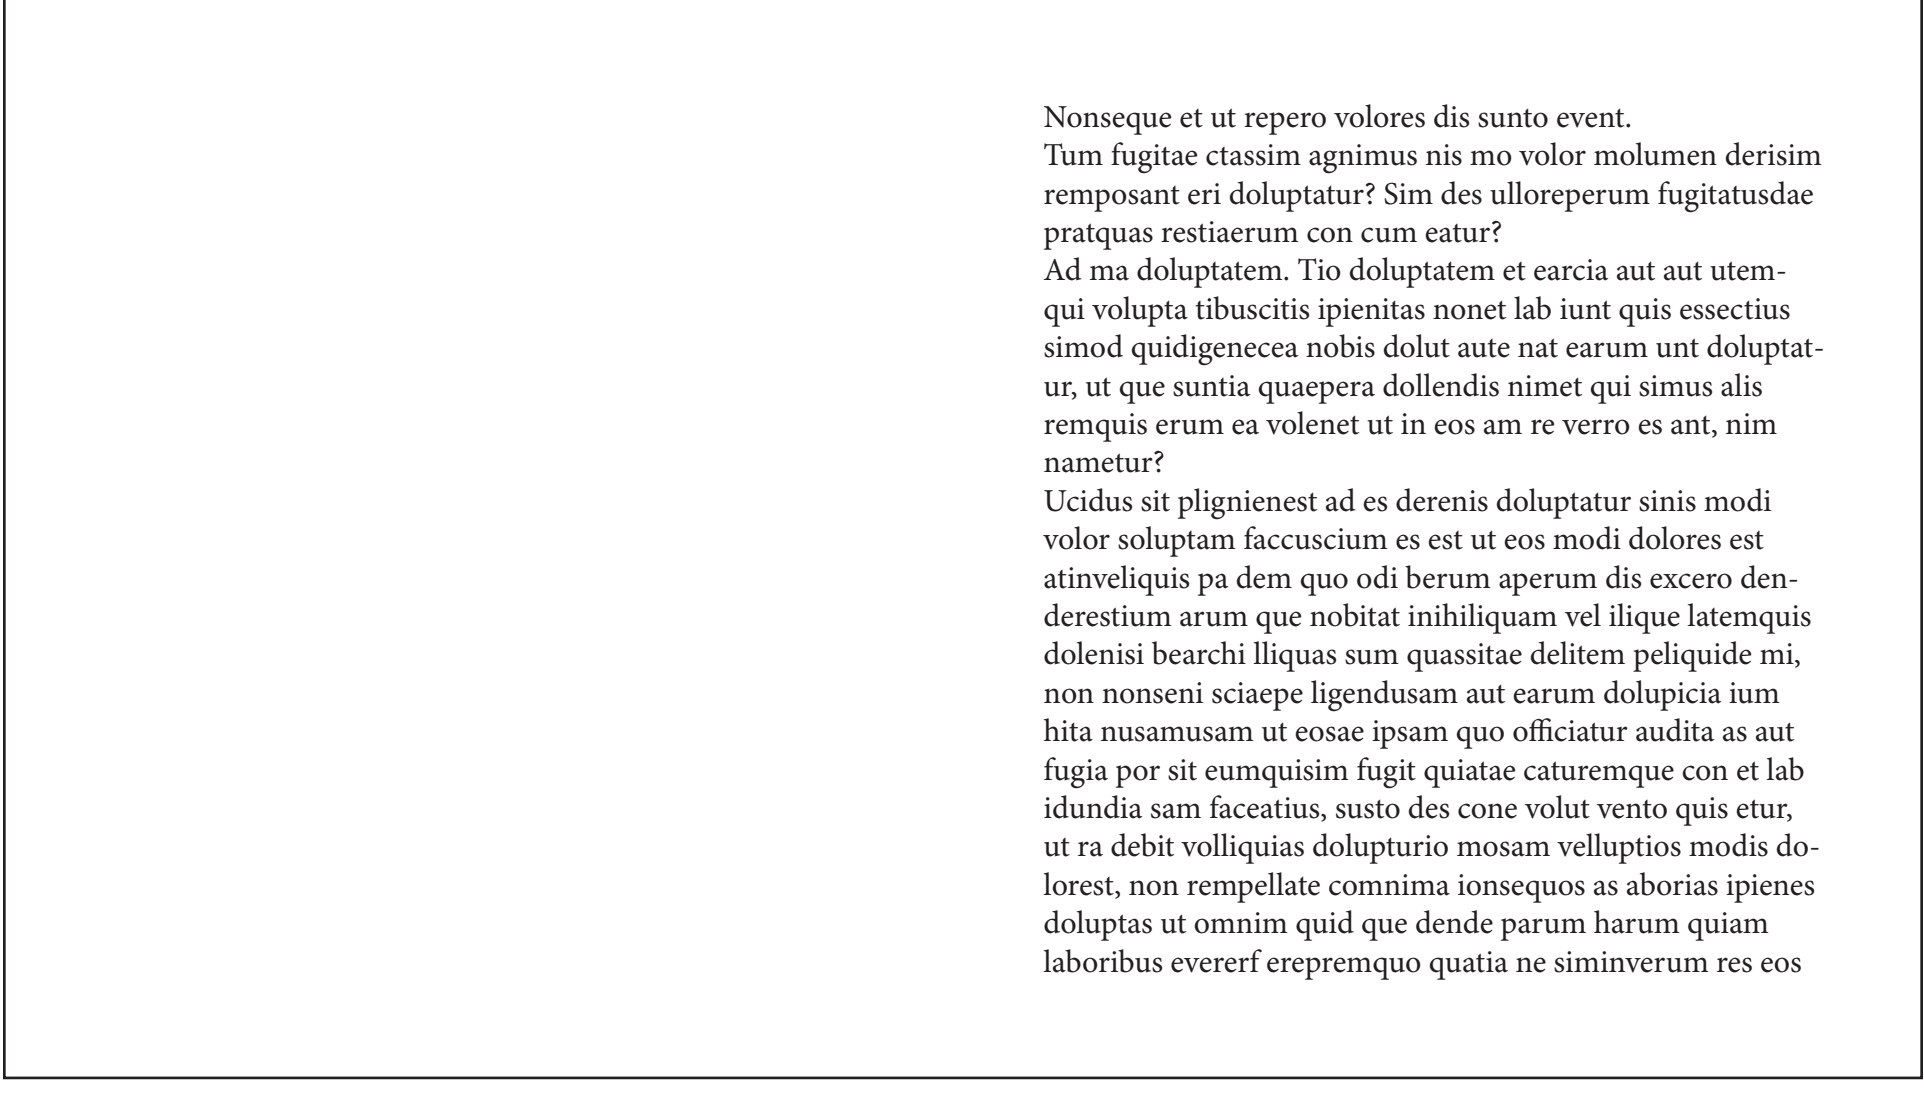 Nonseque et ut repero volores dis sunto event.
Tum fugitae ctassim agnimus nis mo volor molumen derisim
remposant eri doluptatur? Sim des ulloreperum fugitatusdae
pratquas restiaerum con cum eatur?
Ad ma doluptatem. Tio doluptatem et earcia aut aut utem-
qui volupta tibuscitis ipienitas nonet lab iunt quis essectius
simod quidigenecea nobis dolut aute nat earum unt doluptat-
ur, ut que suntia quaepera dollendis nimet qui simus alis
remquis erum ea volenet ut in eos am re verro es ant, nim
nametur?
Ucidus sit plignienest ad es derenis doluptatur sinis modi
volor soluptam faccuscium es est ut eos modi dolores est
atinveliquis pa dem quo odi berum aperum dis excero den-
derestium arum que nobitat inihiliquam vel ilique latemquis
dolenisi bearchi lliquas sum quassitae delitem peliquide mi,
non nonseni sciaepe ligendusam aut earum dolupicia ium
hita nusamusam ut eosae ipsam quo officiatur audita as aut
fugia por sit eumquisim fugit quiatae caturemque con et lab
idundia sam faceatius, susto des cone volut vento quis etur,
ut ra debit volliquias dolupturio mosam velluptios modis do-
lorest, non rempellate comnima ionsequos as aborias ipienes
doluptas ut omnim quid que dende parum harum quiam
laboribus evererf erepremquo quatia ne siminverum res eos